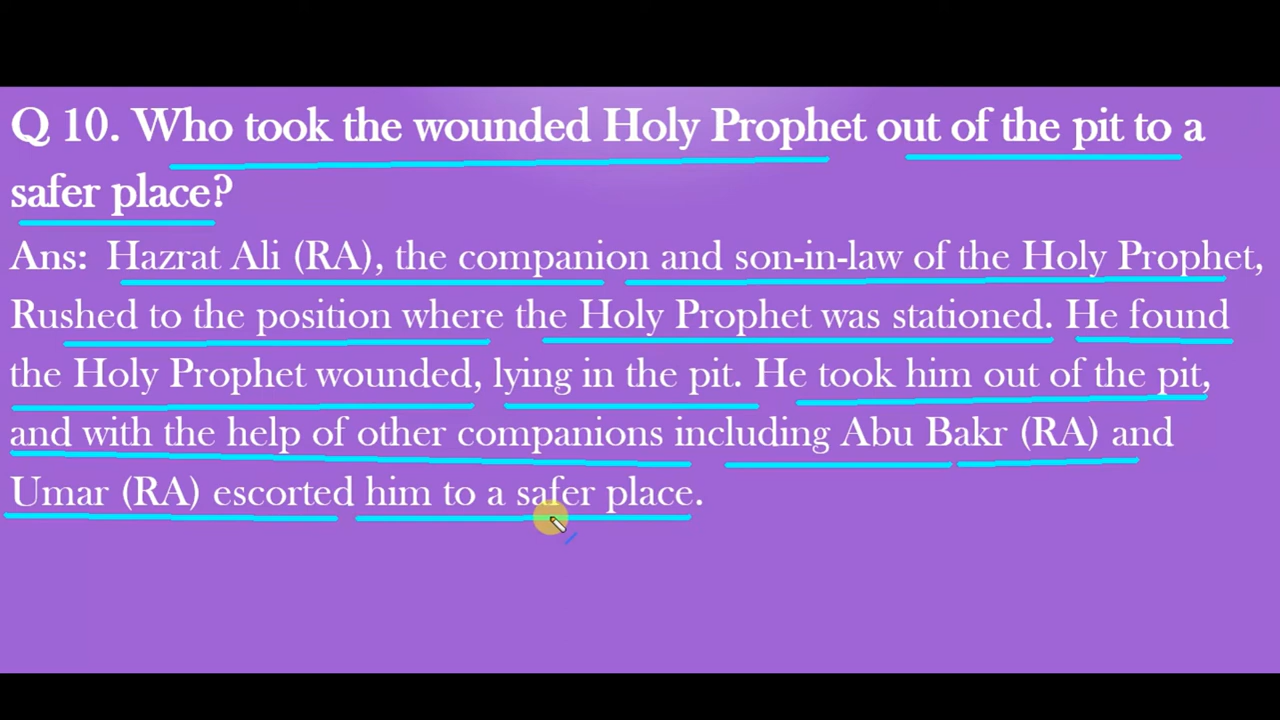 Q 10. Who took the wounded Holy Prophet out of the pit to a
safer place?
Ans: Hazrat Ali (RA), the companion and son-in-law of the Holy Prophet,
Rushed to the position where the Holy Prophet was stationed. He found
the Holy Prophet wounded, lying in the pit. He took him out of the pit,
and with the help of other companions including Abu Bakr (RA) and
Umar (RA) escorted him to a safer place.